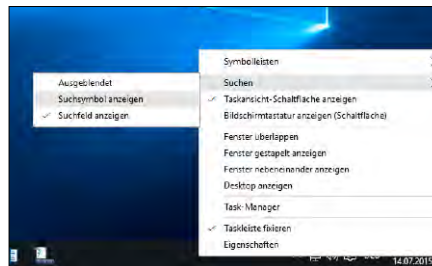 Symbolleisten
Suchen
Ausgeblendet
Suchsymbol anzeigen
Suchfeld anzeigen
Taskansicht-Schaltfläche anzeigen
Bildschirmtastatur anzeigen (Schaltfläche)
Fenster überlappen
Fenster gestapelt anzeigen
Fenster nebeneinander anzeigen
Desktop anzeigen
Task-Manager
Taskleiste fixieren
Eigenschaften
14.07.2015